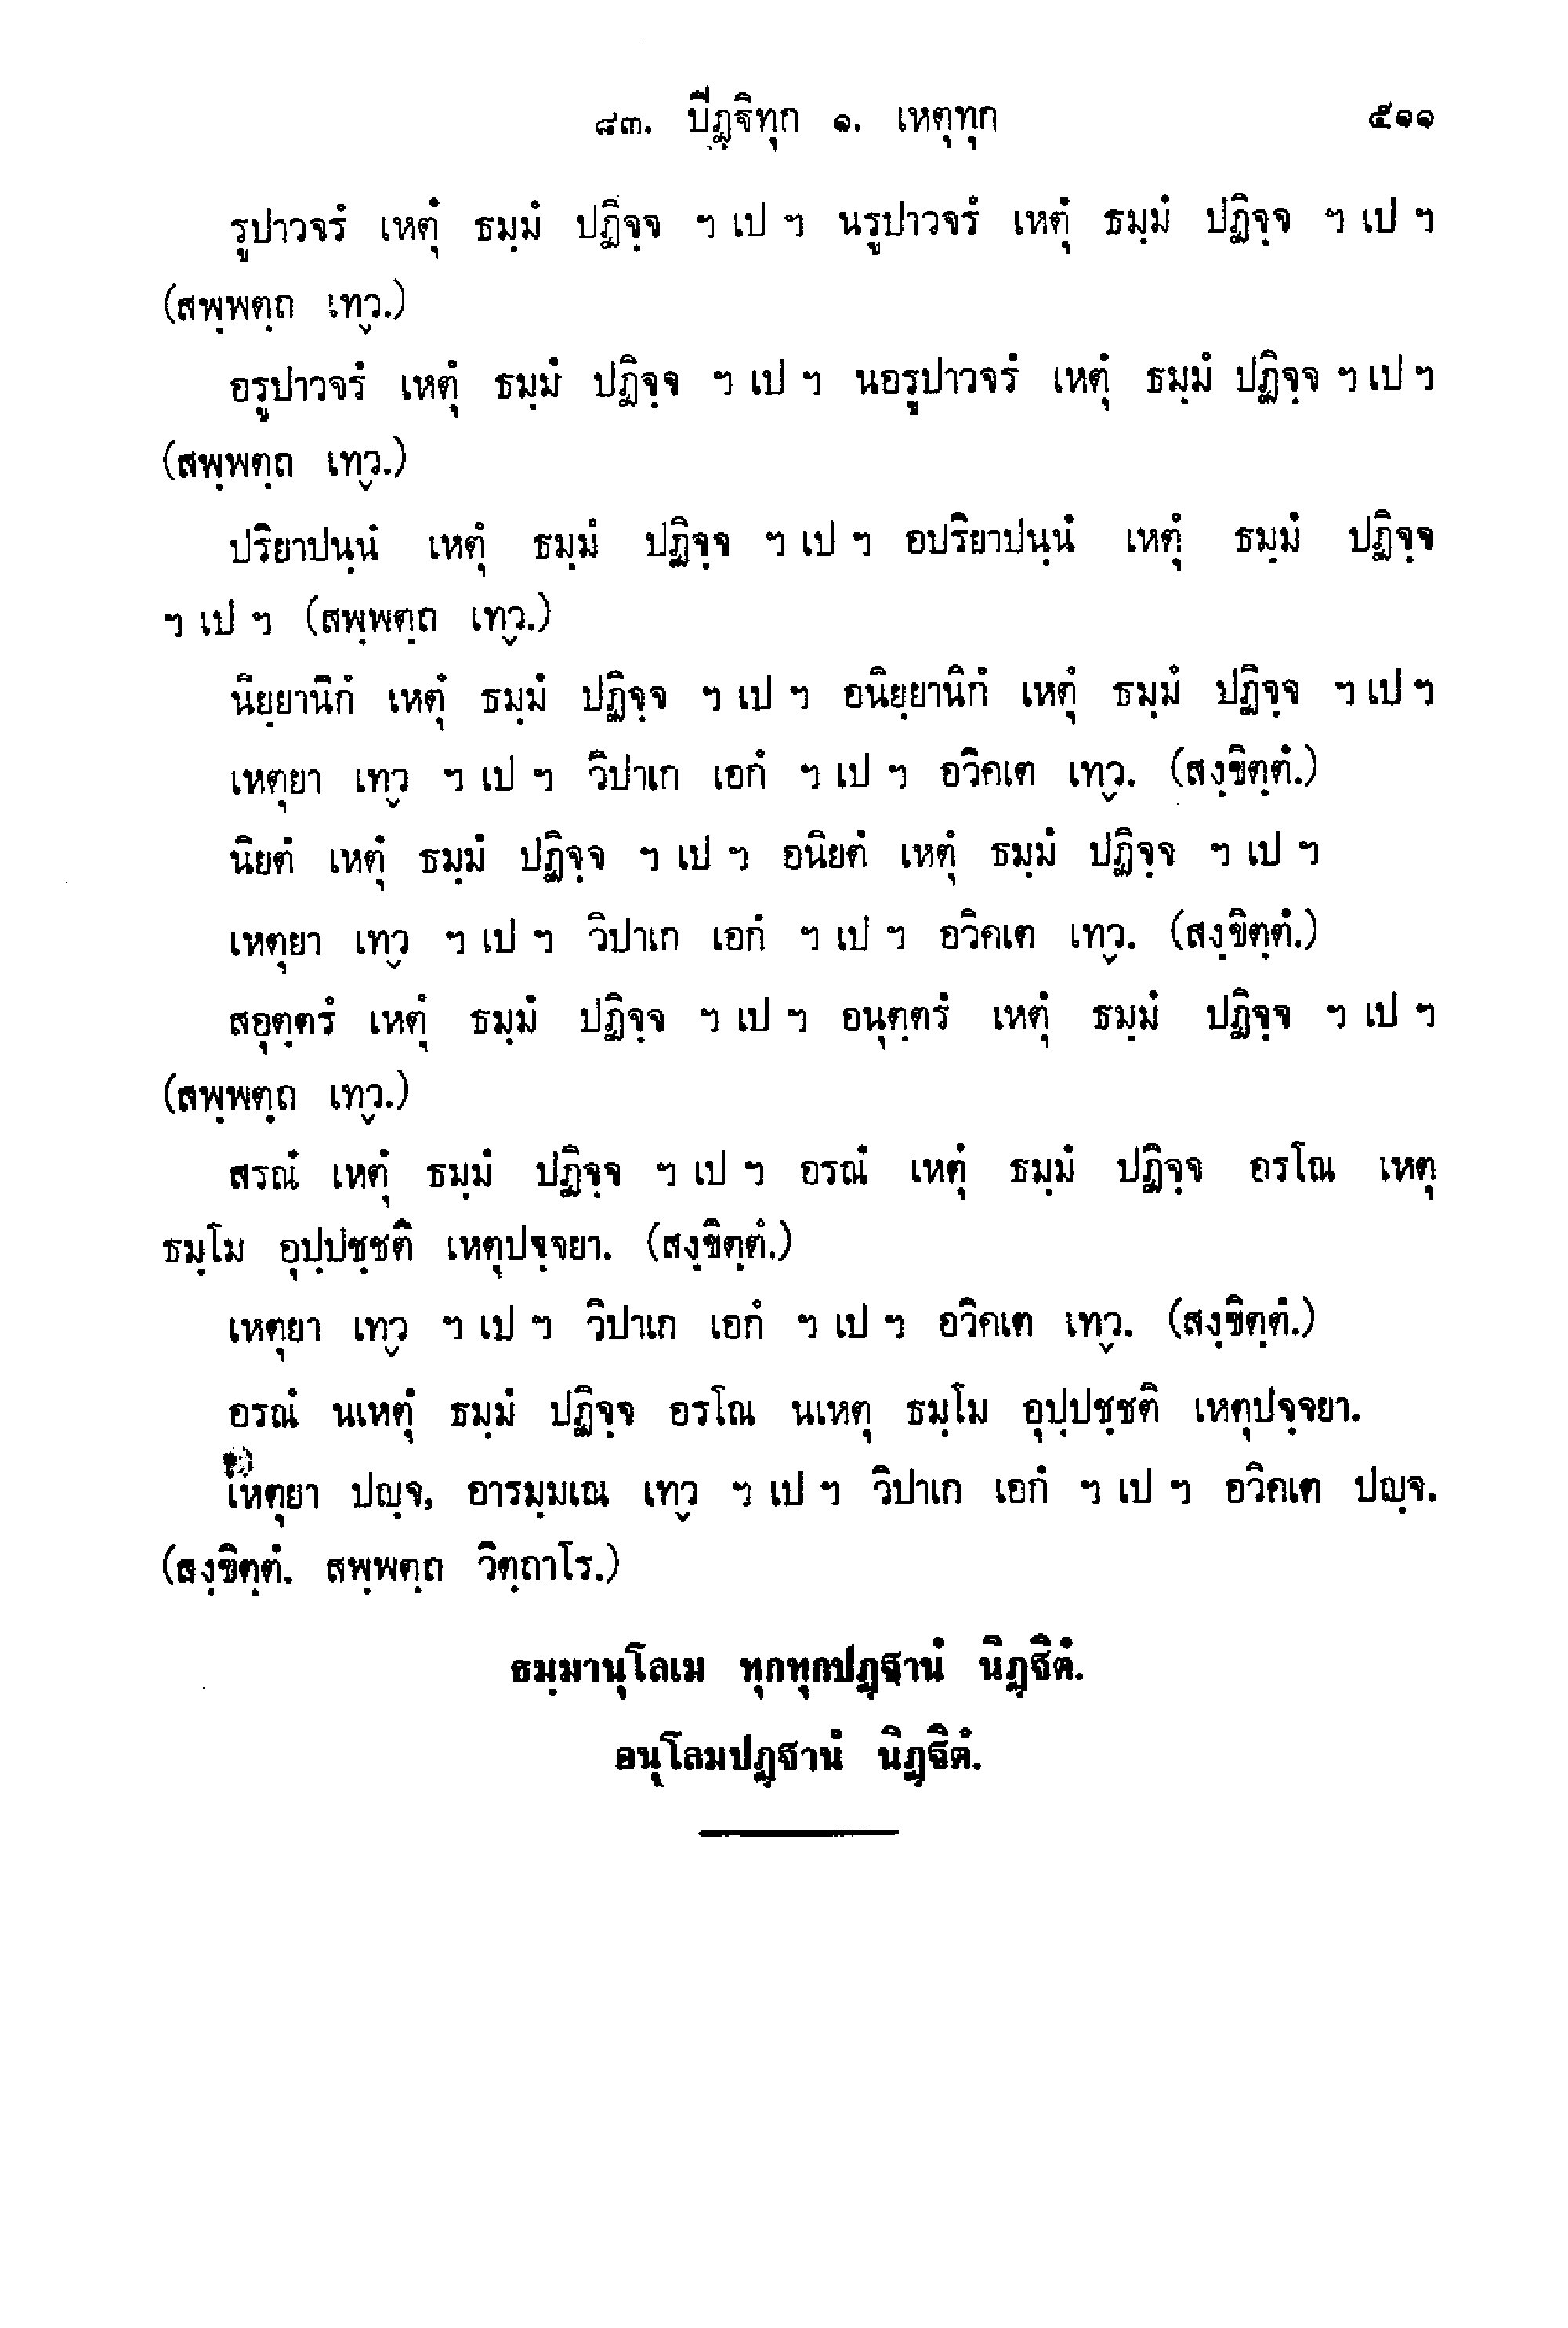 ๘๓. ปีฏฺฐิทุก ๑. เหตุทุก ๕๑๑
รูปาวจรํ เหตุํ ธมฺมํ ปฏิจฺจ ฯ เป ฯ นรูปาวจรํ เหตุํ ธมฺมํ ปฏิจฺจ ฯ เป ฯ
(สพฺพตฺถ เทฺว.)
อรูปาวจรํ เหตุํ ธมฺมํ ปฏิจฺจ ฯ เป ฯ นอรูปาวจรํ เหตุํ ธมฺมํ ปฏิจฺจ ฯ เป ฯ
(สพฺพตฺถ เทฺว.)
ปริยาปนฺนํ เหตุํ ธมฺมํ ปฏิจฺจ ฯ เป ฯ อปริยาปนฺนํ เหตุํ ธมฺมํ ปฏิจฺจ
ฯ เป ฯ (สพฺพตฺถ เทฺว.)
นิยฺยานิกํ เหตุํ ธมฺมํ ปฏิจฺจ ฯ เป ฯ อนิยฺยานิกํ เหตุํ ธมฺมํ ปฏิจฺจ ฯ เป ฯ
เหตุยา เทฺว ฯ เป ฯ วิปาเก เอกํ ฯ เป ฯ อวิคเต เทฺว. (สงฺขิตฺตํ.)
นิยตํ เหตุํ ธมฺมํ ปฏิจฺจ ฯ เป ฯ อนิยตํ เหตุํ ธมฺมํ ปฏิจฺจ ฯ เป ฯ
เหตุยา เทฺว ฯ เป ฯ วิปาเก เอกํ ฯ เป ฯ อวิคเต เทฺว. (สงฺขิตฺตํ.)
สอุตฺตรํ เหตุํ ธมฺมํ ปฏิจฺจ ฯ เป ฯ อนุตฺตรํ เหตุํ ธมฺมํ ปฏิจฺจ ฯ เป ฯ
(สพฺพตฺถ เทฺว.)
สรณํ เหตุํ ธมฺมํ ปฏิจฺจ ฯ เป ฯ อรณํ เหตุํ ธมฺมํ ปฏิจฺจ อรโณ เหตุ
ธมฺโม อุปฺปชฺชติ เหตุปจฺจยา. (สงฺขิตฺตํ.)
เหตุยา เทฺว ฯ เป ฯ วิปาเก เอกํ ฯ เป ฯ อวิคเต เทฺว. (สงฺขิตฺตํ.)
อรณํ นเหตุํ ธมฺมํ ปฏิจฺจ อรโณ นเหตุ ธมฺโม อุปฺปชฺชติ เหตุปจฺจยา.
เหตุยา ปญฺจ, อารมฺมเณ เทฺว ฯ เป ฯ วิปาเก เอกํ ฯ เป ฯ อวิคเต ปญฺจ.
(สงฺขิตฺตํ. สพฺพตฺถ วิตฺถาโร.)
ธมฺมานุโลเม ทุกทุกปฏฺฐานํ นิฏฺฐิตํ.
อนุโลมปฏฺฐานํ นิฏฺฐิตํ.